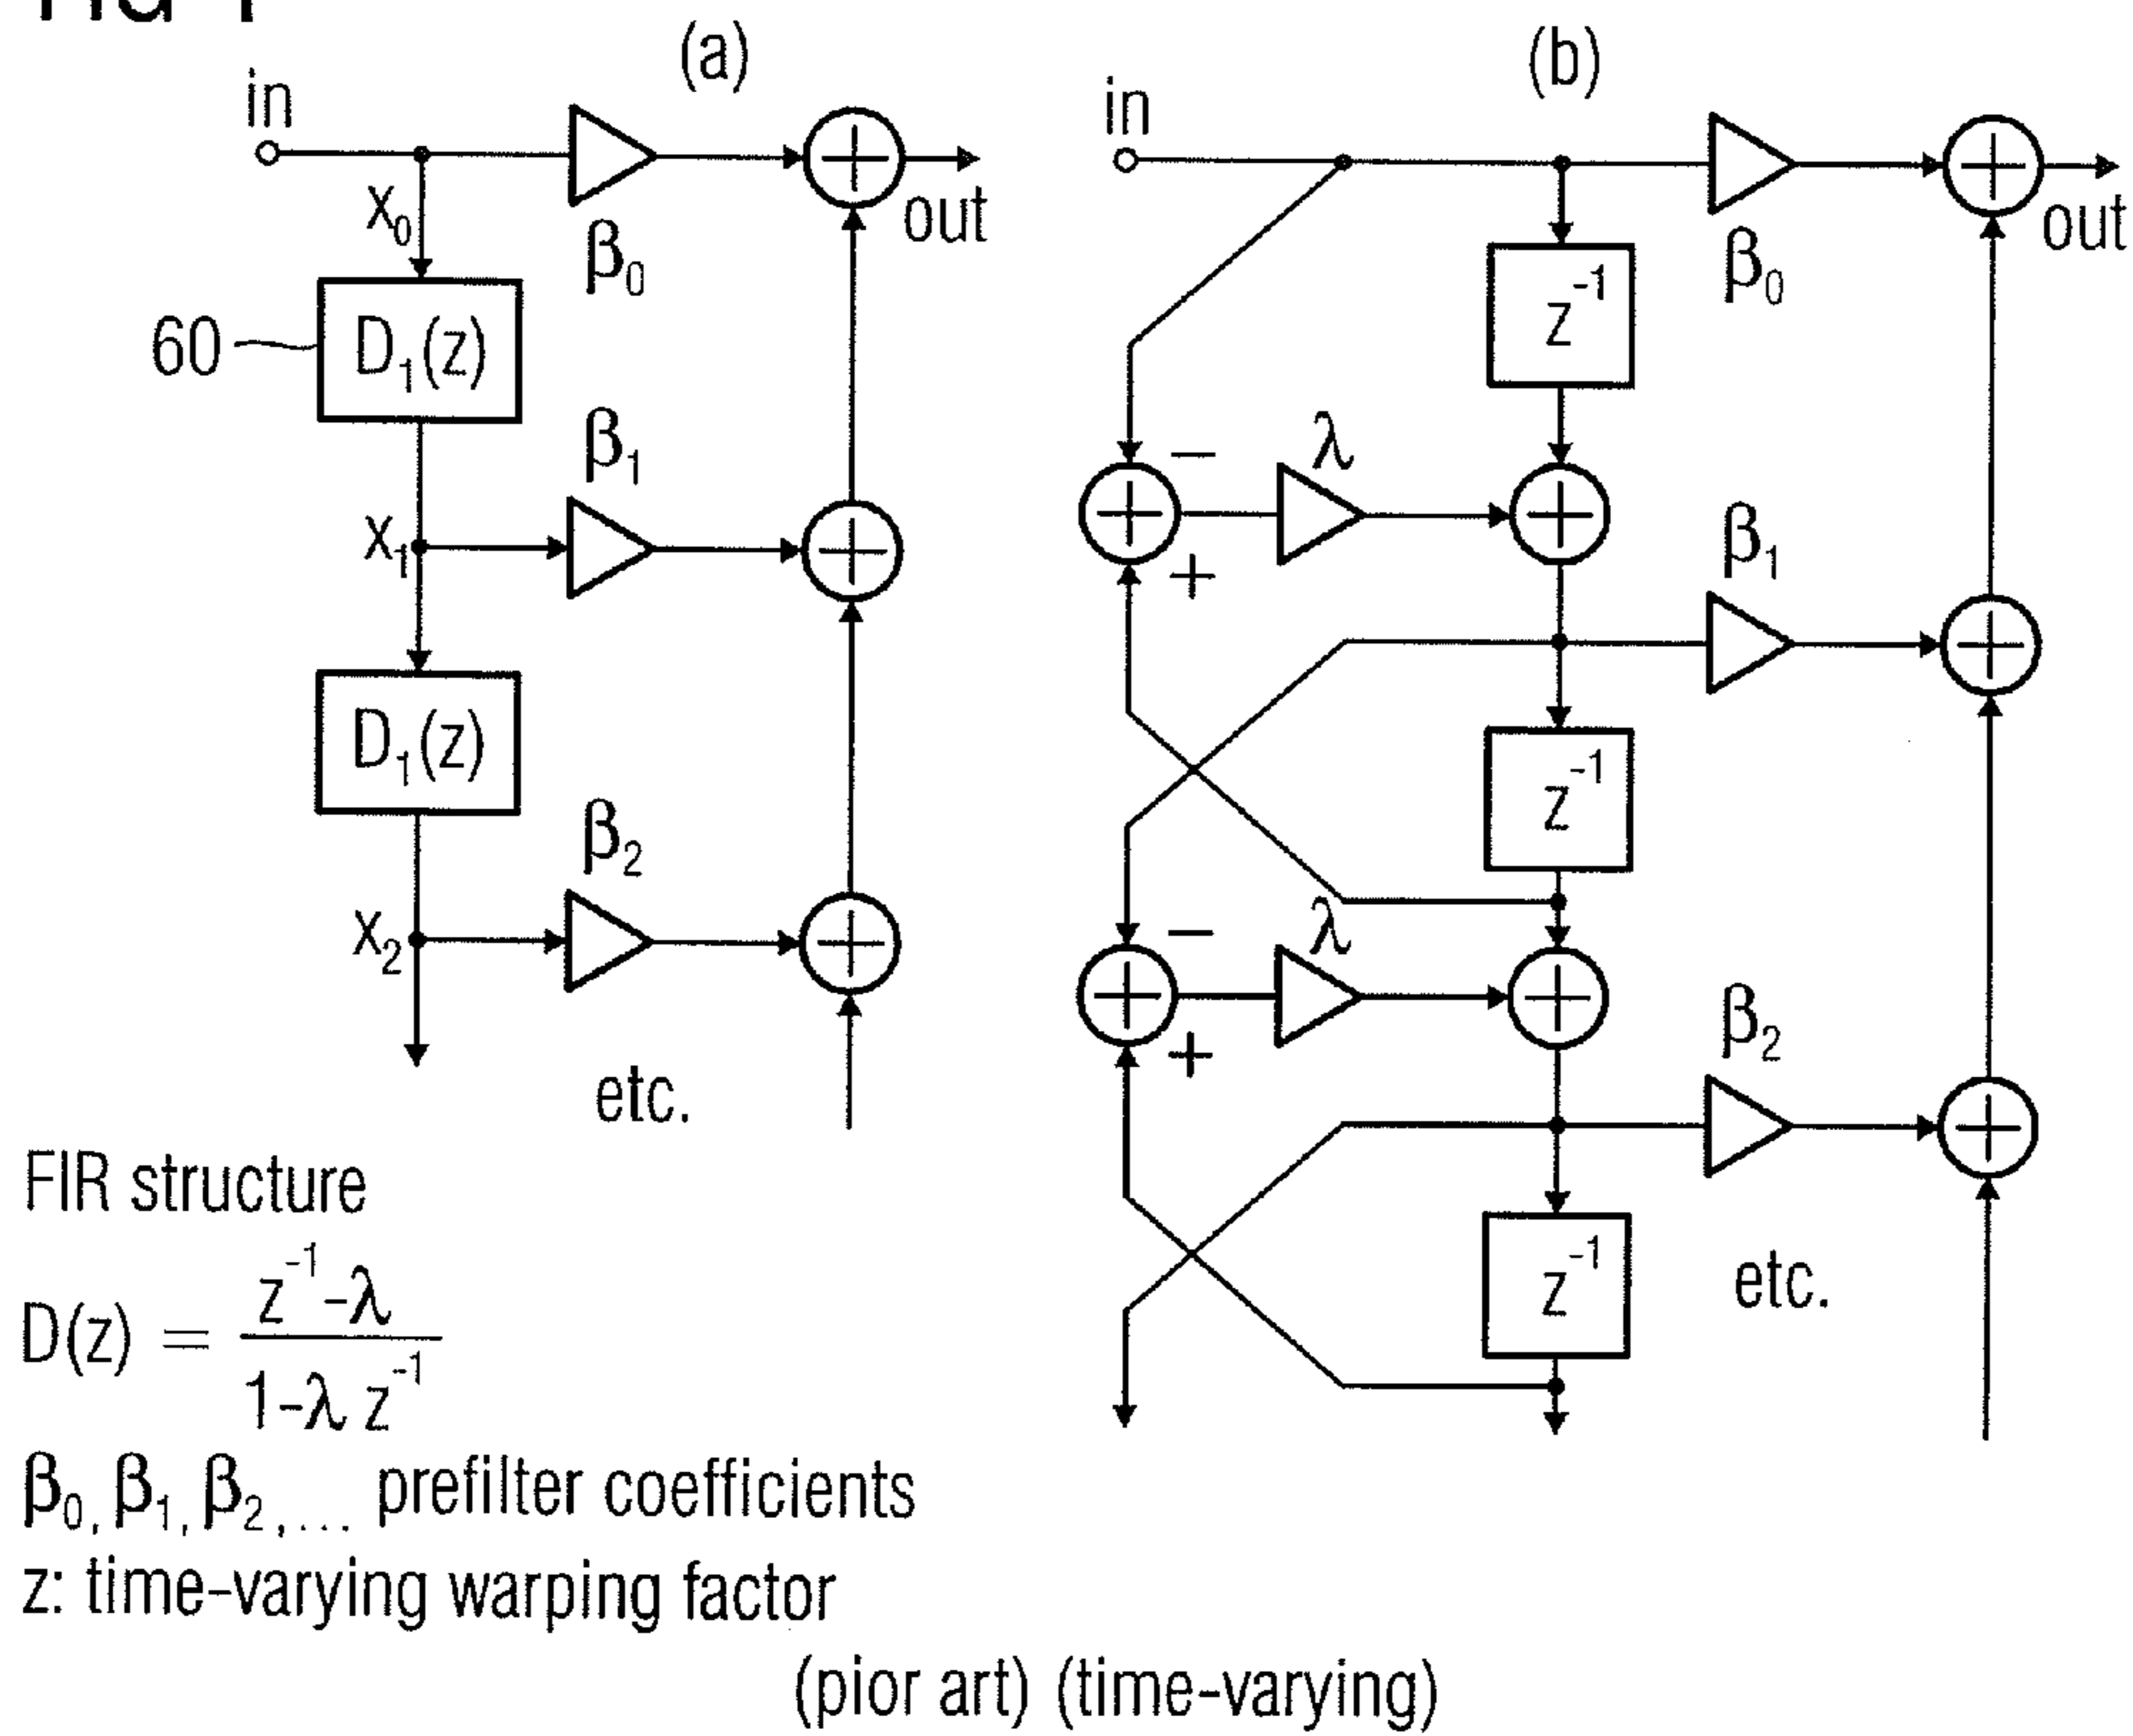 (a)
in
x₀
β₀
out
60
D₁(z)
β₁
x₁
D₁(z)
β₂
x₂
etc.
(b)
in
z⁻¹
β₀
out
−
λ
+
β₁
z⁻¹
−
λ
+
β₂
z⁻¹
etc.
FIR structure
D(z) = (z⁻¹-λ)/(1-λ z⁻¹)
β₀, β₁, β₂, ... prefilter coefficients
z: time-varying warping factor
(pior art) (time-varying)